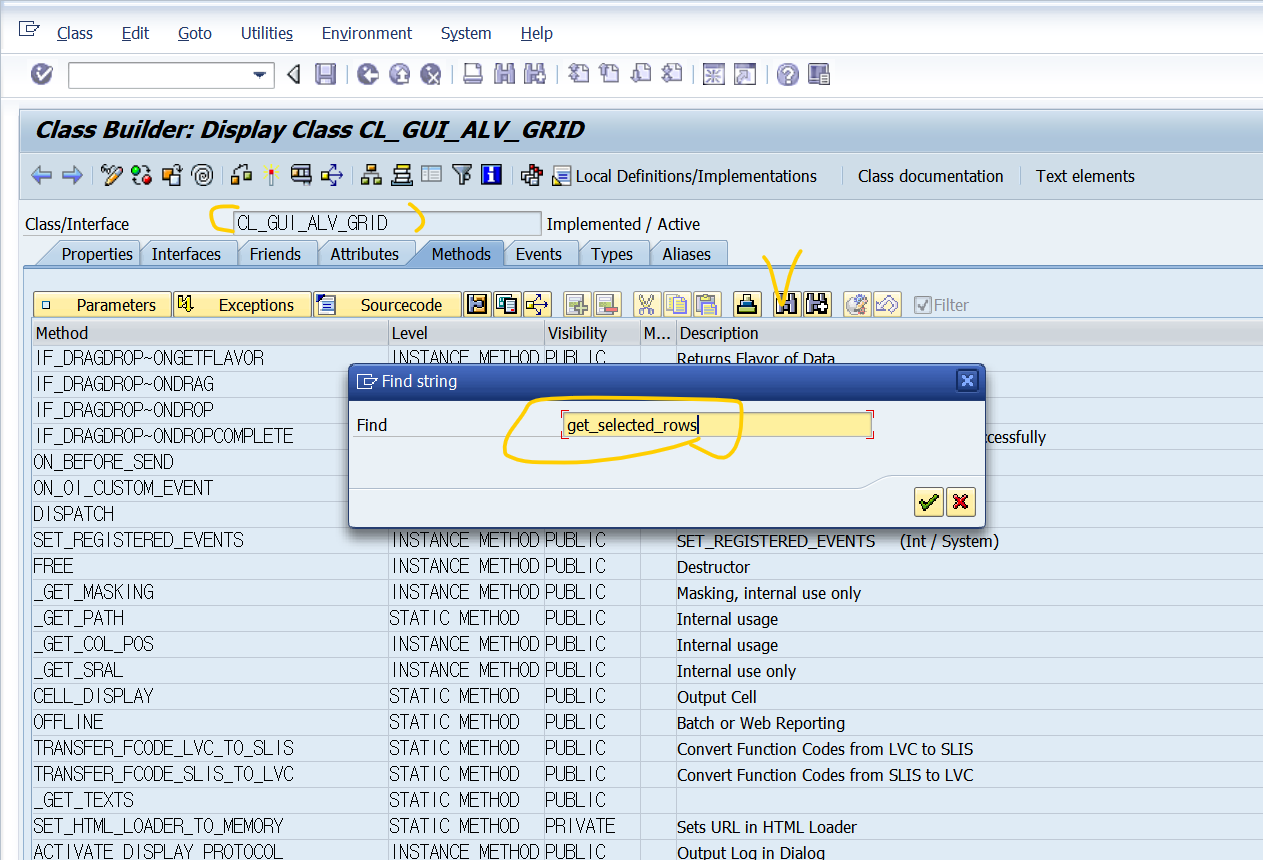 Class Edit Goto Utilities Environment System Help
Class Builder: Display Class CL_GUI_ALV_GRID
Local Definitions/Implementations Class documentation Text elements
Class/Interface CL_GUI_ALV_GRID Implemented / Active
Properties Interfaces Friends Attributes Methods Events Types Aliases
Parameters Exceptions Sourcecode Filter
Method Level Visibility M... Description
IF_DRAGDROP~ONGETFLAVOR INSTANCE METHOD PUBLIC Returns Flavor of Data
IF_DRAGDROP~ONDRAG
IF_DRAGDROP~ONDROP
IF_DRAGDROP~ONDROPCOMPLETE
ON_BEFORE_SEND
ON_OI_CUSTOM_EVENT
DISPATCH
Find string
Find get_selected_rows
SET_REGISTERED_EVENTS INSTANCE METHOD PUBLIC SET_REGISTERED_EVENTS (Int / System)
FREE INSTANCE METHOD PUBLIC Destructor
_GET_MASKING INSTANCE METHOD PUBLIC Masking, internal use only
_GET_PATH STATIC METHOD PUBLIC Internal usage
_GET_COL_POS INSTANCE METHOD PUBLIC Internal usage
_GET_SRAL INSTANCE METHOD PUBLIC Internal use only
CELL_DISPLAY STATIC METHOD PUBLIC Output Cell
OFFLINE STATIC METHOD PUBLIC Batch or Web Reporting
TRANSFER_FCODE_LVC_TO_SLIS STATIC METHOD PUBLIC Convert Function Codes from LVC to SLIS
TRANSFER_FCODE_SLIS_TO_LVC STATIC METHOD PUBLIC Convert Function Codes from SLIS to LVC
_GET_TEXTS STATIC METHOD PUBLIC
SET_HTML_LOADER_TO_MEMORY STATIC METHOD PRIVATE Sets URL in HTML Loader
ACTIVATE_DISPLAY_PROTOCOL STATIC METHOD PUBLIC Output Log in Dialog